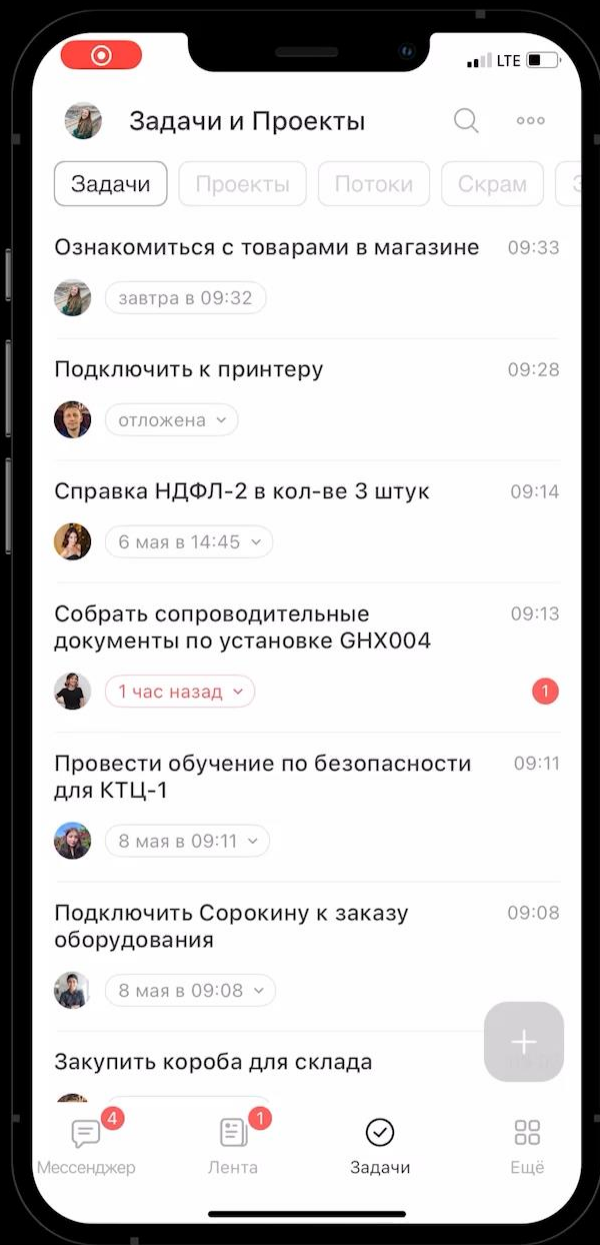 LTE
Задачи и Проекты
Задачи Проекты Потоки Скрам
Ознакомиться с товарами в магазине 09:33
завтра в 09:32
Подключить к принтеру 09:28
отложена
Справка НДФЛ-2 в кол-ве 3 штук 09:14
6 мая в 14:45
Собрать сопроводительные 09:13
документы по установке GHX004
1 час назад 1
Провести обучение по безопасности 09:11
для КТЦ-1
8 мая в 09:11
Подключить Сорокину к заказу 09:08
оборудования
8 мая в 09:08
Закупить короба для склада
4 1
Мессенджер Лента Задачи Ещё